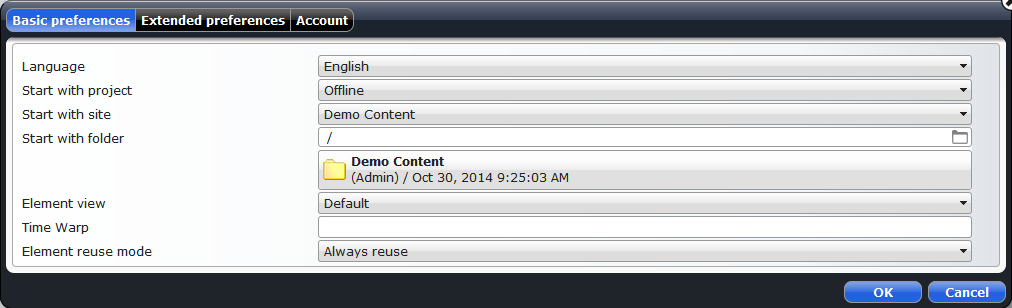 Basic preferences Extended preferences Account
Language English
Start with project Offline
Start with site Demo Content
Start with folder /
Demo Content
(Admin) / Oct 30, 2014 9:25:03 AM
Element view Default
Time Warp
Element reuse mode Always reuse
OK Cancel